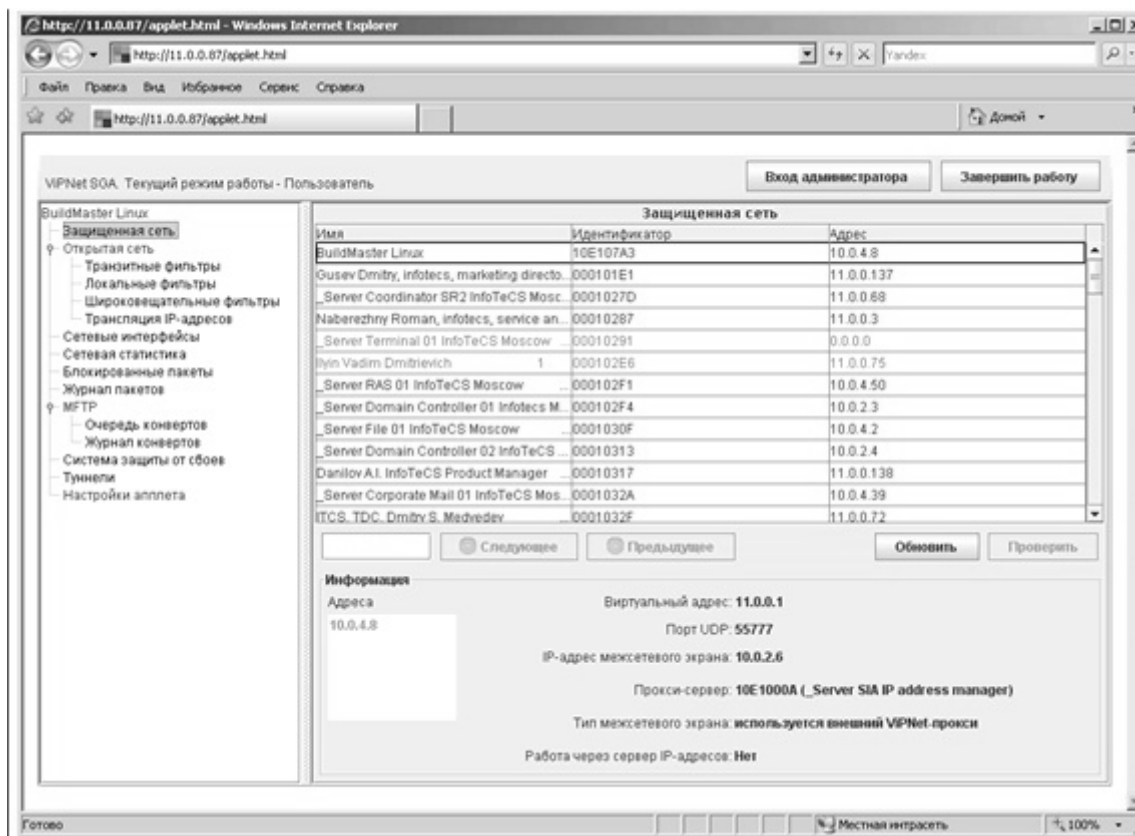 http://11.0.0.87/applet.html - Windows Internet Explorer
http://11.0.0.87/applet.html
Yandex
Файл Правка Вид Избранное Сервис Справка
http://11.0.0.87/applet.html
Домой
ViPNet SGA. Текущий режим работы - Пользователь
Вход администратора
Завершить работу
BuildMaster Linux
Защищенная сеть
Открытая сеть
Транзитные фильтры
Локальные фильтры
Широковещательные фильтры
Трансляция IP-адресов
Сетевые интерфейсы
Сетевая статистика
Блокированные пакеты
Журнал пакетов
MFTP
Очередь конвертов
Журнал конвертов
Система защиты от сбоев
Туннели
Настройки апплета
Защищенная сеть
Имя Идентификатор Адрес
BuildMaster Linux 10E107A3 10.0.4.8
Gusev Dmitry, infotecs, marketing directo... 000101E1 11.0.0.137
_Server Coordinator SR2 InfoTeCS Mosc... 0001027D 11.0.0.68
Naberezhny Roman, infotecs, service an... 00010287 11.0.0.3
_Server Terminal 01 InfoTeCS Moscow ... 00010291 0.0.0.0
Ilyin Vadim Dmitrievich 1 000102E6 11.0.0.75
_Server RAS 01 InfoTeCS Moscow ... 000102F1 10.0.4.50
_Server Domain Controller 01 Infotecs M... 000102F4 10.0.2.3
_Server File 01 InfoTeCS Moscow ... 0001030F 10.0.4.2
_Server Domain Controller 02 InfoTeCS ... 00010313 10.0.2.4
Danilov A.I. InfoTeCS Product Manager ... 00010317 11.0.0.138
_Server Corporate Mail 01 InfoTeCS Mos... 0001032A 10.0.4.39
ITCS, TDC, Dmitry S. Medvedev ... 0001032F 11.0.0.72
Следующее
Предыдущее
Обновить
Проверить
Информация
Адреса
10.0.4.8
Виртуальный адрес: 11.0.0.1
Порт UDP: 55777
IP-адрес межсетевого экрана: 10.0.2.6
Прокси-сервер: 10E1000A (_Server SIA IP address manager)
Тип межсетевого экрана: используется внешний ViPNet-прокси
Работа через сервер IP-адресов: Нет
Готово
Местная интрасеть
100%